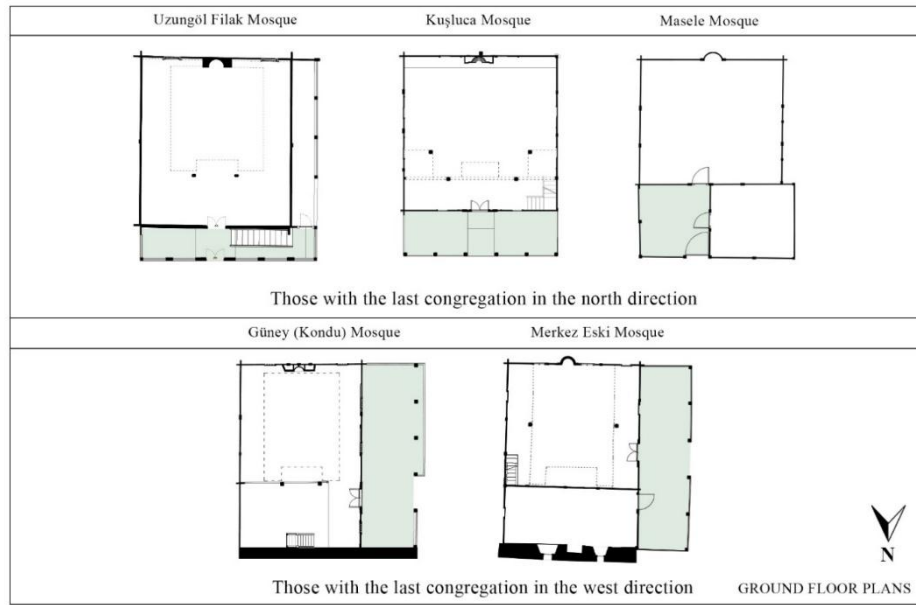 Uzungöl Filak Mosque
Kuşluca Mosque
Masele Mosque
Those with the last congregation in the north direction
Güney (Kondu) Mosque
Merkez Eski Mosque
N
Those with the last congregation in the west direction
GROUND FLOOR PLANS